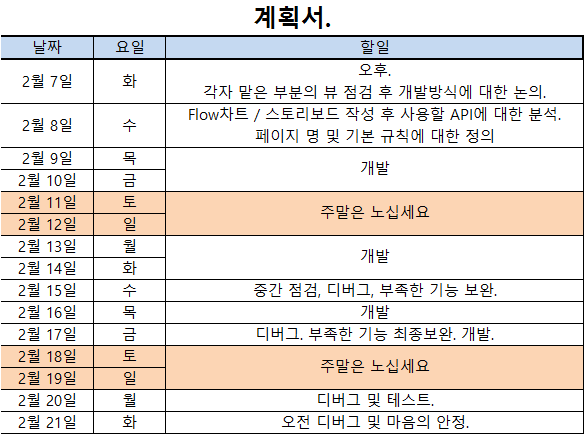 계획서.
날짜 요일 할일
2월 7일 화 오후.
각자 맡은 부분의 뷰 점검 후 개발방식에 대한 논의.
2월 8일 수 Flow차트 / 스토리보드 작성 후 사용할 API에 대한 분석.
페이지 명 및 기본 규칙에 대한 정의
2월 9일 목 개발
2월 10일 금
2월 11일 토 주말은 노십세요
2월 12일 일
2월 13일 월 개발
2월 14일 화
2월 15일 수 중간 점검, 디버그, 부족한 기능 보완.
2월 16일 목 개발
2월 17일 금 디버그. 부족한 기능 최종보완. 개발.
2월 18일 토 주말은 노십세요
2월 19일 일
2월 20일 월 디버그 및 테스트.
2월 21일 화 오전 디버그 및 마음의 안정.